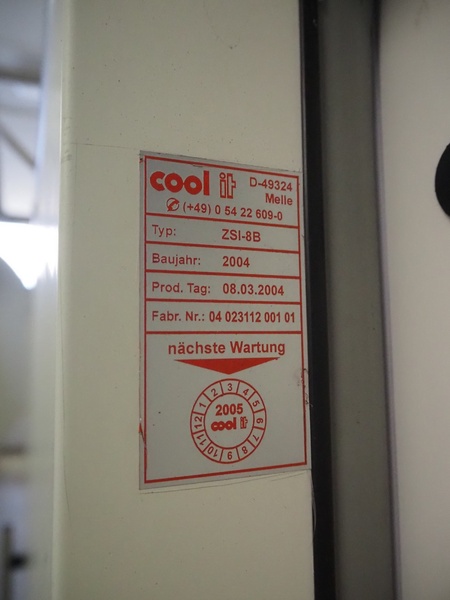 cool it D-49324
Melle
(+49) 0 54 22 609-0
Typ: ZSI-8B
Baujahr: 2004
Prod. Tag: 08.03.2004
Fabr. Nr.: 04 023112 001 01
nächste Wartung
1 2 3 4 5 6 7 8 9 10 11 12
2005
cool it